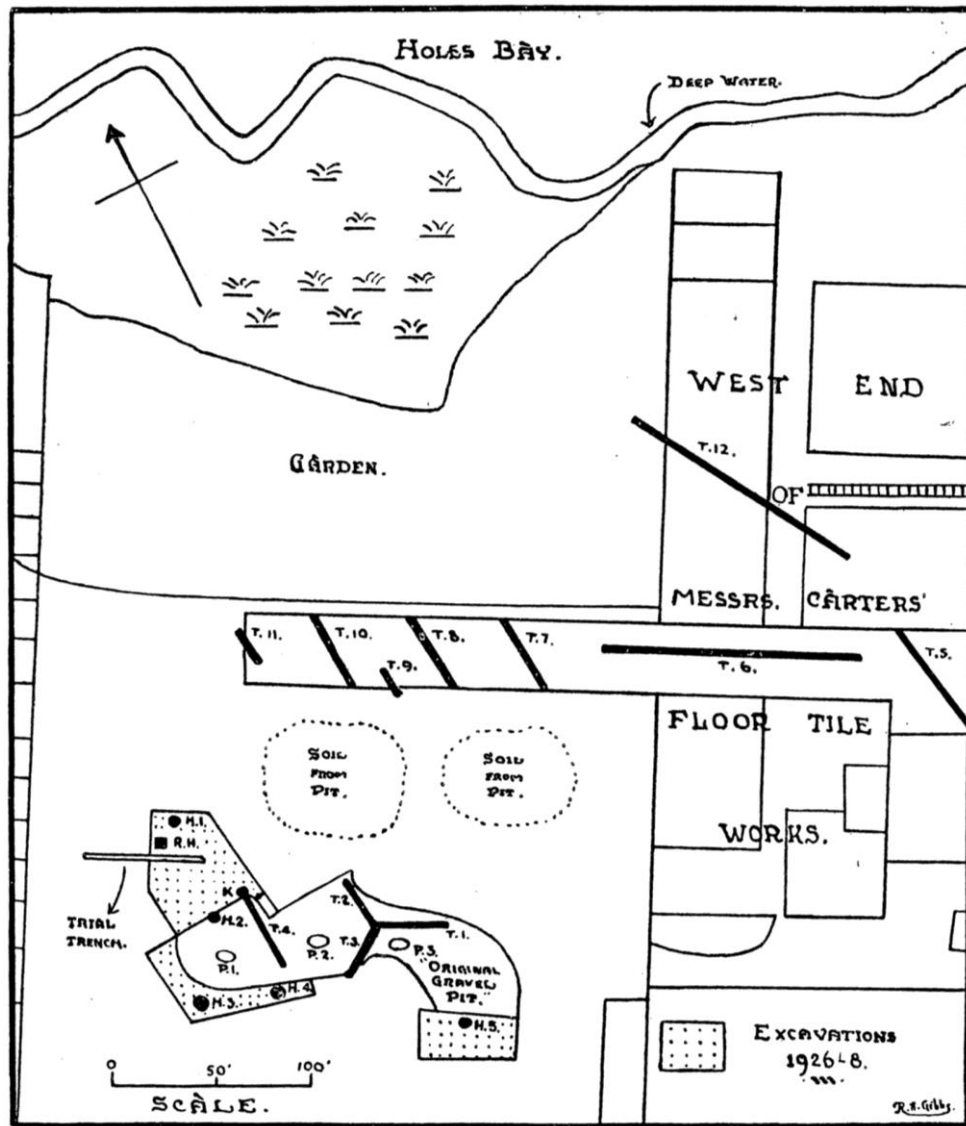 HOLES BAY.
DEEP WATER.
WEST END
T.12.
GARDEN.
OF
MESSRS. CARTERS'
T.11.
T.10.
T.8.
T.7.
T.9.
T.6.
T.5.
FLOOR TILE
SOIL
FROM
PIT.
SOIL
FROM
PIT.
WORKS.
H.1.
R.H.
K
T.2.
TRIAL
TRENCH.
H.2.
T.4.
T.3.
T.1.
P.1.
P.2.
P.3.
"ORIGINAL
GRAVEL
PIT."
H.3.
H.4.
H.5.
EXCAVATIONS
1926-8.
0 50' 100'
SCALE.
R.H. Gibbs.